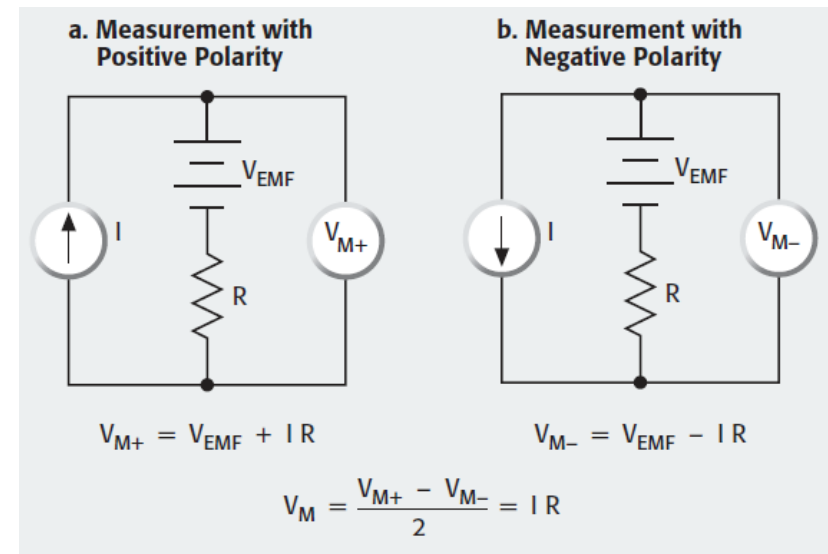 a. Measurement with
Positive Polarity
b. Measurement with
Negative Polarity
VEMF
I
VM+
R
VEMF
I
VM–
R
VM+ = VEMF + I R
VM– = VEMF – I R
VM = (VM+ – VM–) / 2 = I R